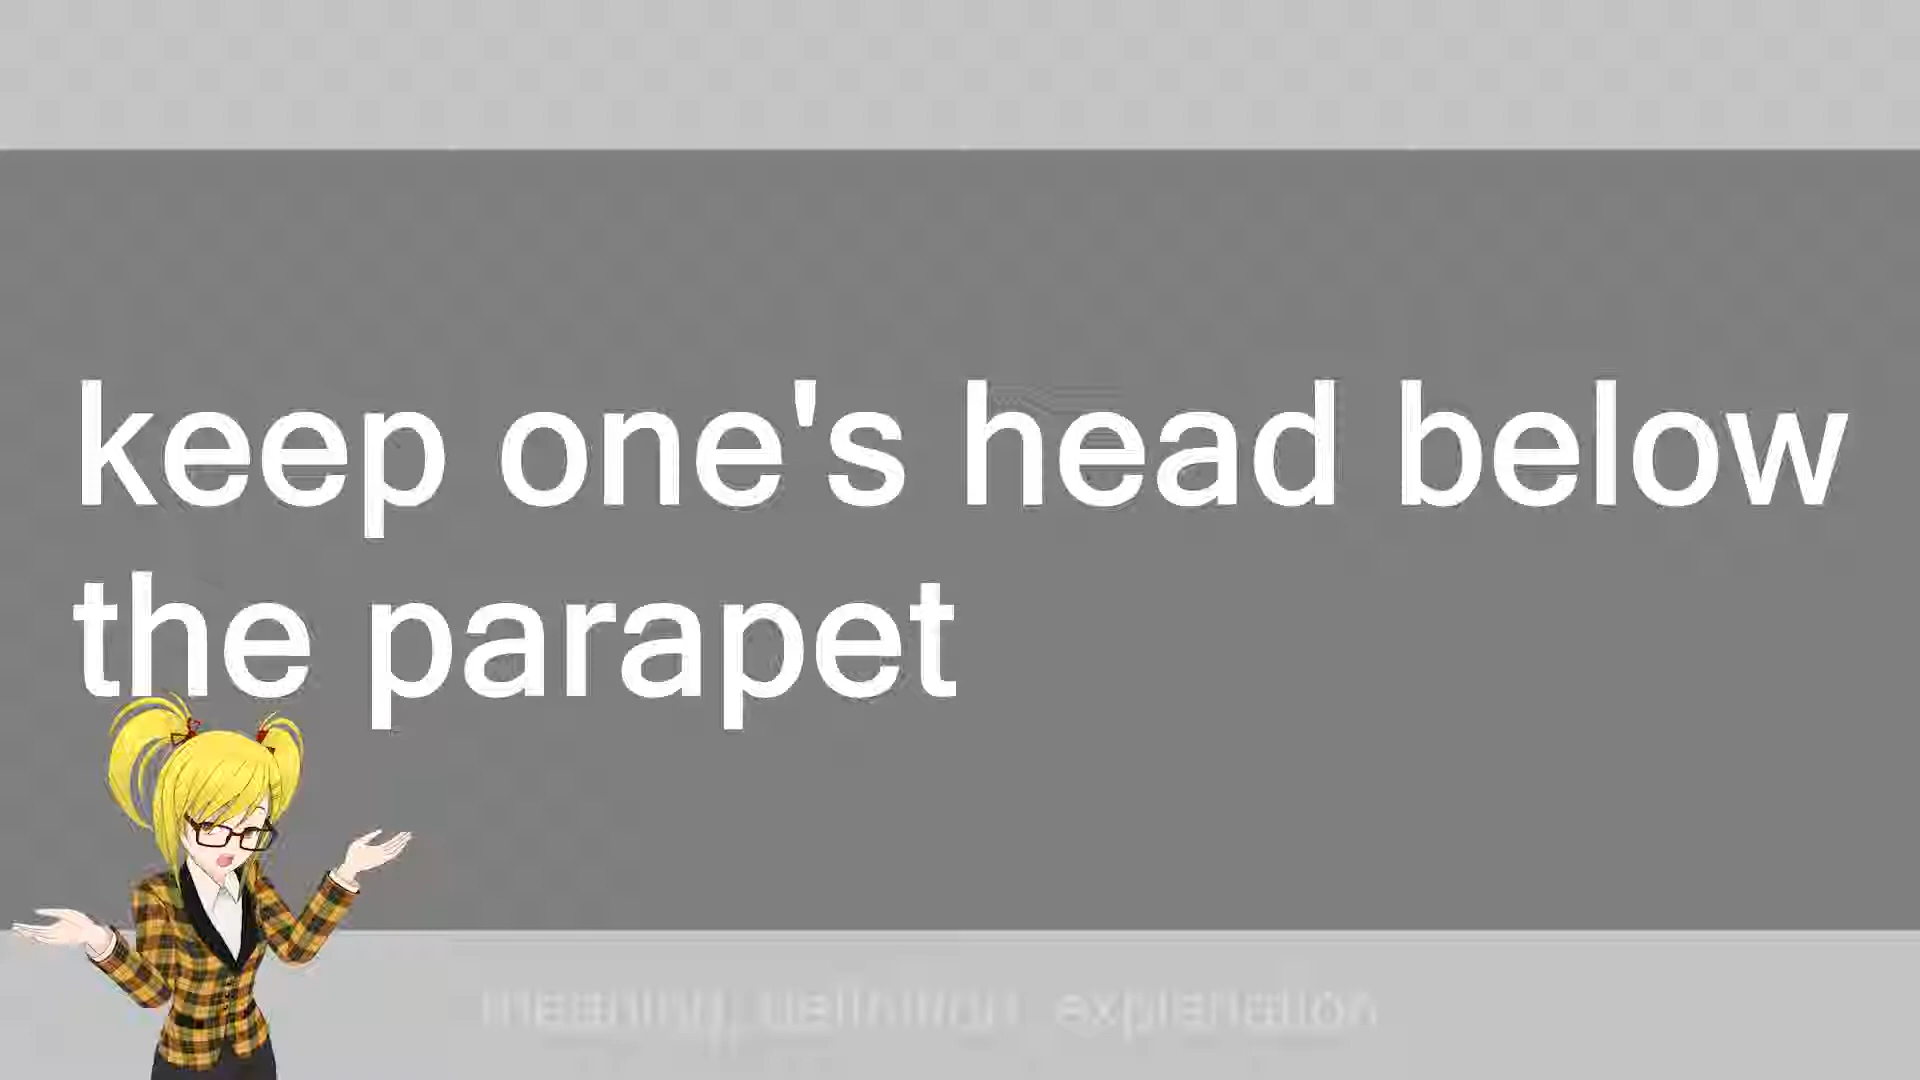 keep one's head below
the parapet
meaning, definition, explanation